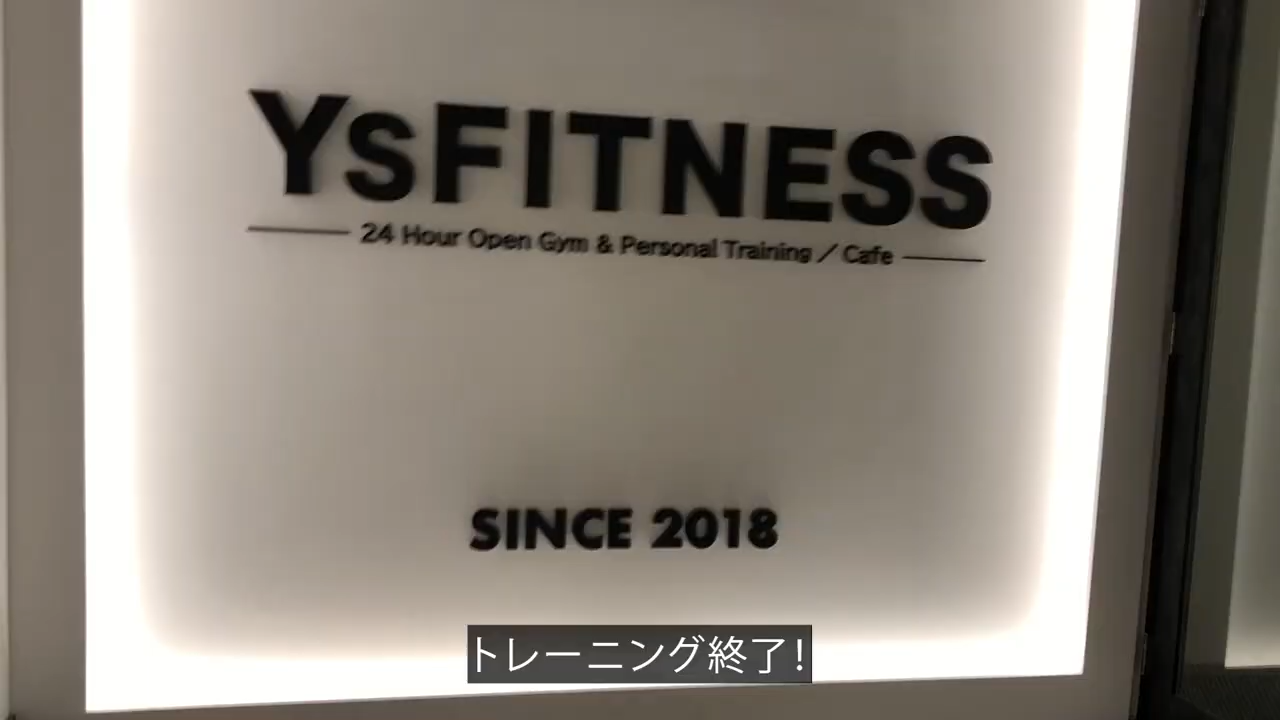 YsFITNESS
24 Hour Open Gym & Personal Training / Cafe
SINCE 2018
トレーニング終了!